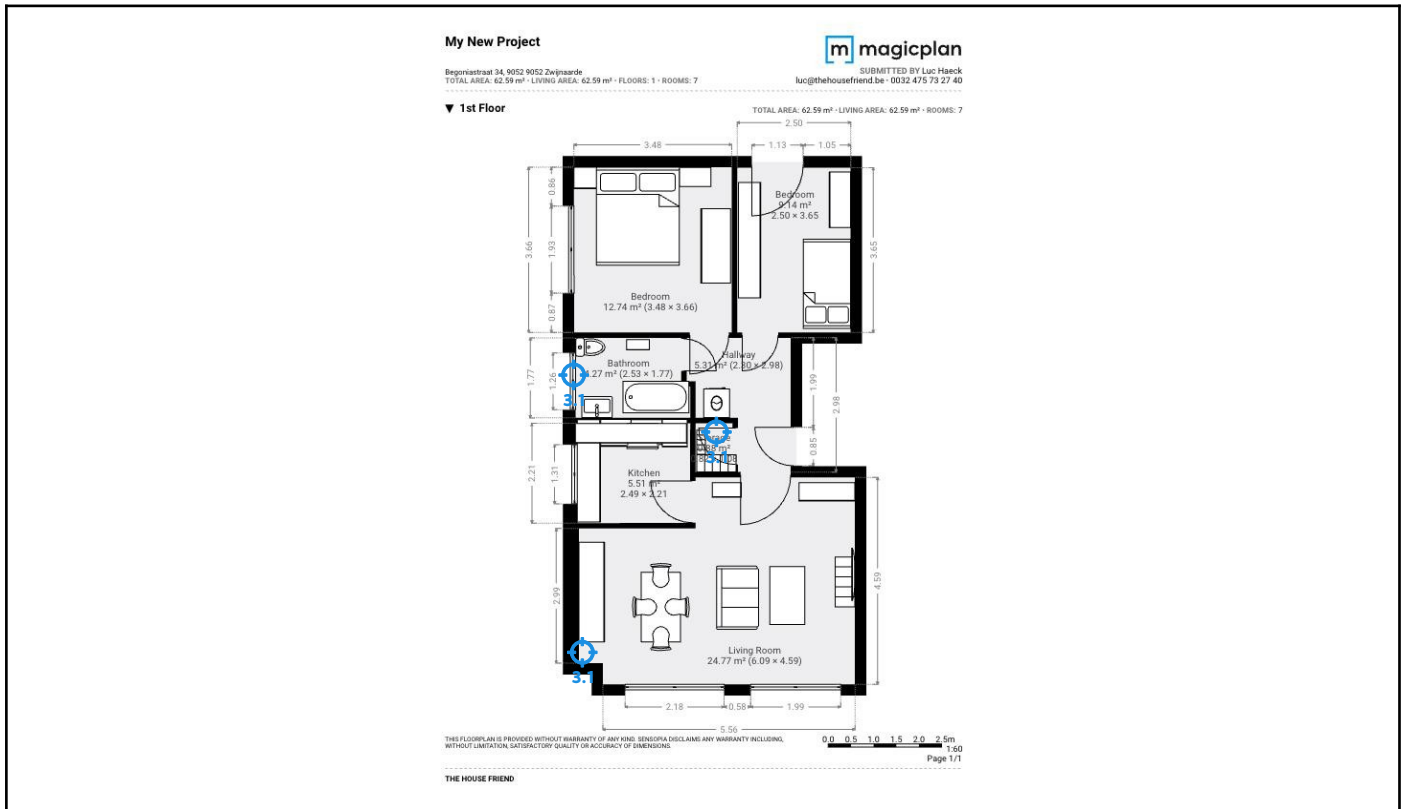 My New Project
magicplan
Begoniastraat 34, 9052 9052 Zwijnaarde
TOTAL AREA: 62.59 m² · LIVING AREA: 62.59 m² · FLOORS: 1 · ROOMS: 7
SUBMITTED BY Luc Haeck
luc@thehousefriend.be · 0032 475 73 27 40
▼ 1st Floor
TOTAL AREA: 62.59 m² · LIVING AREA: 62.59 m² · ROOMS: 7
2.50
3.48
1.13
1.05
0.86
Bedroom
9.14 m²
2.50 × 3.65
3.66
1.93
3.65
Bedroom
12.74 m² (3.48 × 3.66)
0.87
Hallway
5.31 m² (2.80 × 2.98)
Bathroom
4.27 m² (2.53 × 1.77)
1.77
1.26
1.99
2.98
3.1
0.85
3.1
2.21
1.31
Kitchen
5.51 m²
2.49 × 2.21
2.99
4.59
Living Room
24.77 m² (6.09 × 4.59)
3.1
2.18
0.58
1.99
5.56
THIS FLOORPLAN IS PROVIDED WITHOUT WARRANTY OF ANY KIND. SENSOPIA DISCLAIMS ANY WARRANTY INCLUDING,
WITHOUT LIMITATION, SATISFACTORY QUALITY OR ACCURACY OF DIMENSIONS.
0.0 0.5 1.0 1.5 2.0 2.5m
1:60
Page 1/1
THE HOUSE FRIEND